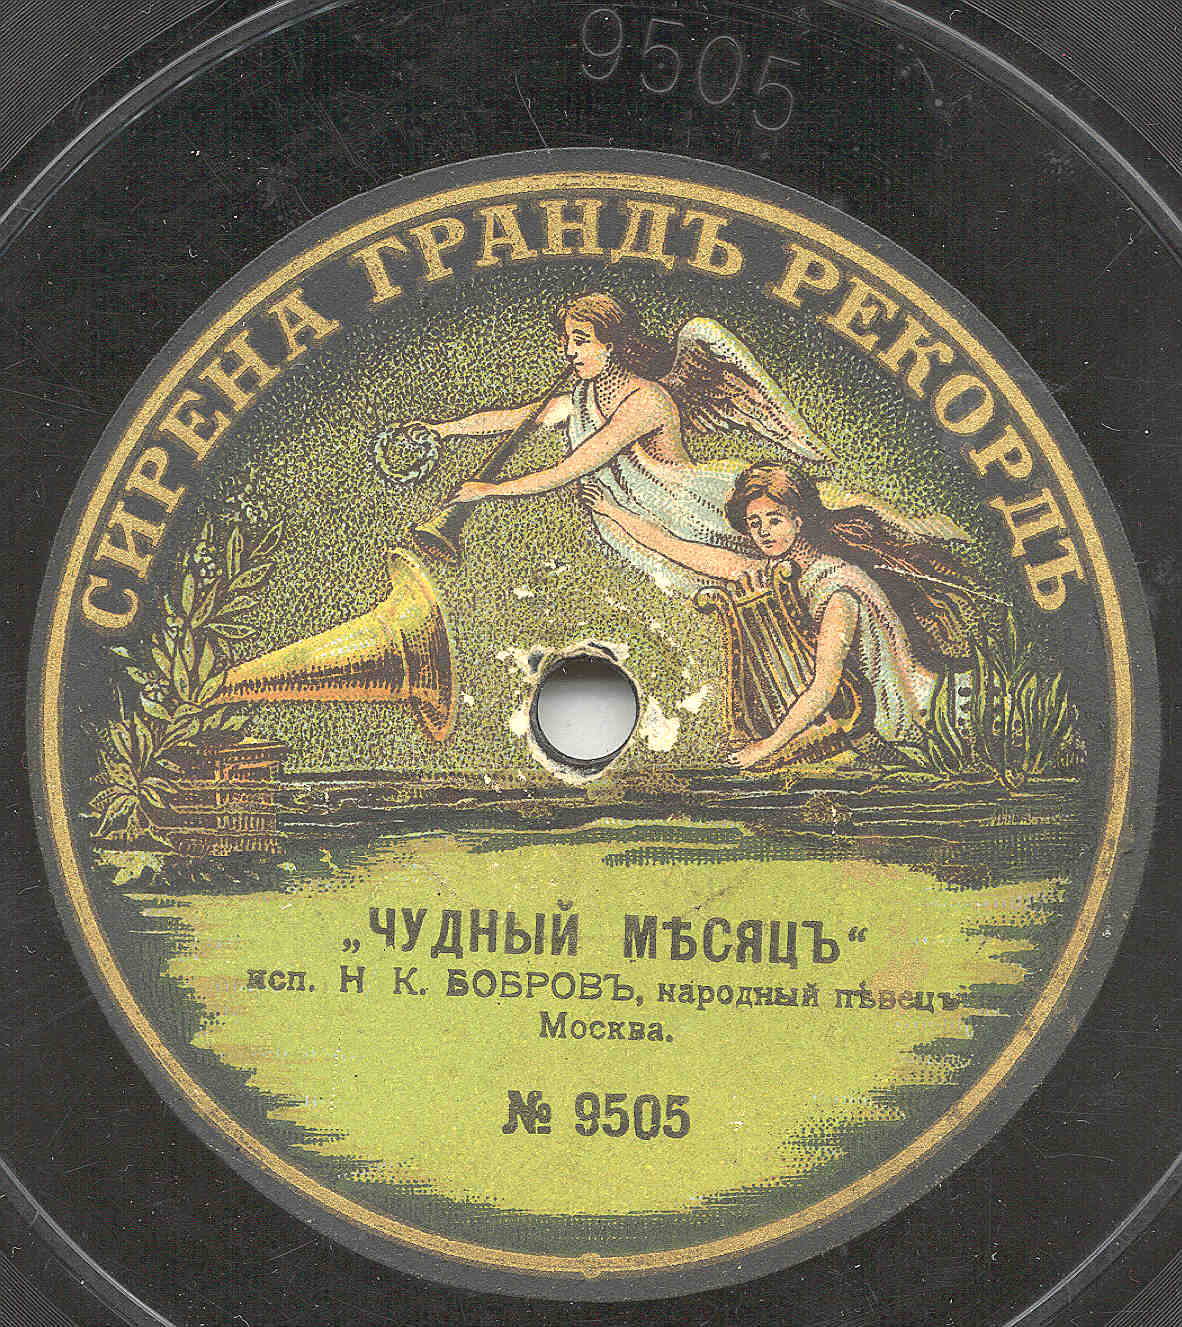 9505
СИРЕНА ГРАНДЪ РЕКОРДЪ
„ЧУДНЫЙ МѢСЯЦЪ“
исп. Н К. БОБРОВЪ, народный пѣвецъ
Москва.
№ 9505